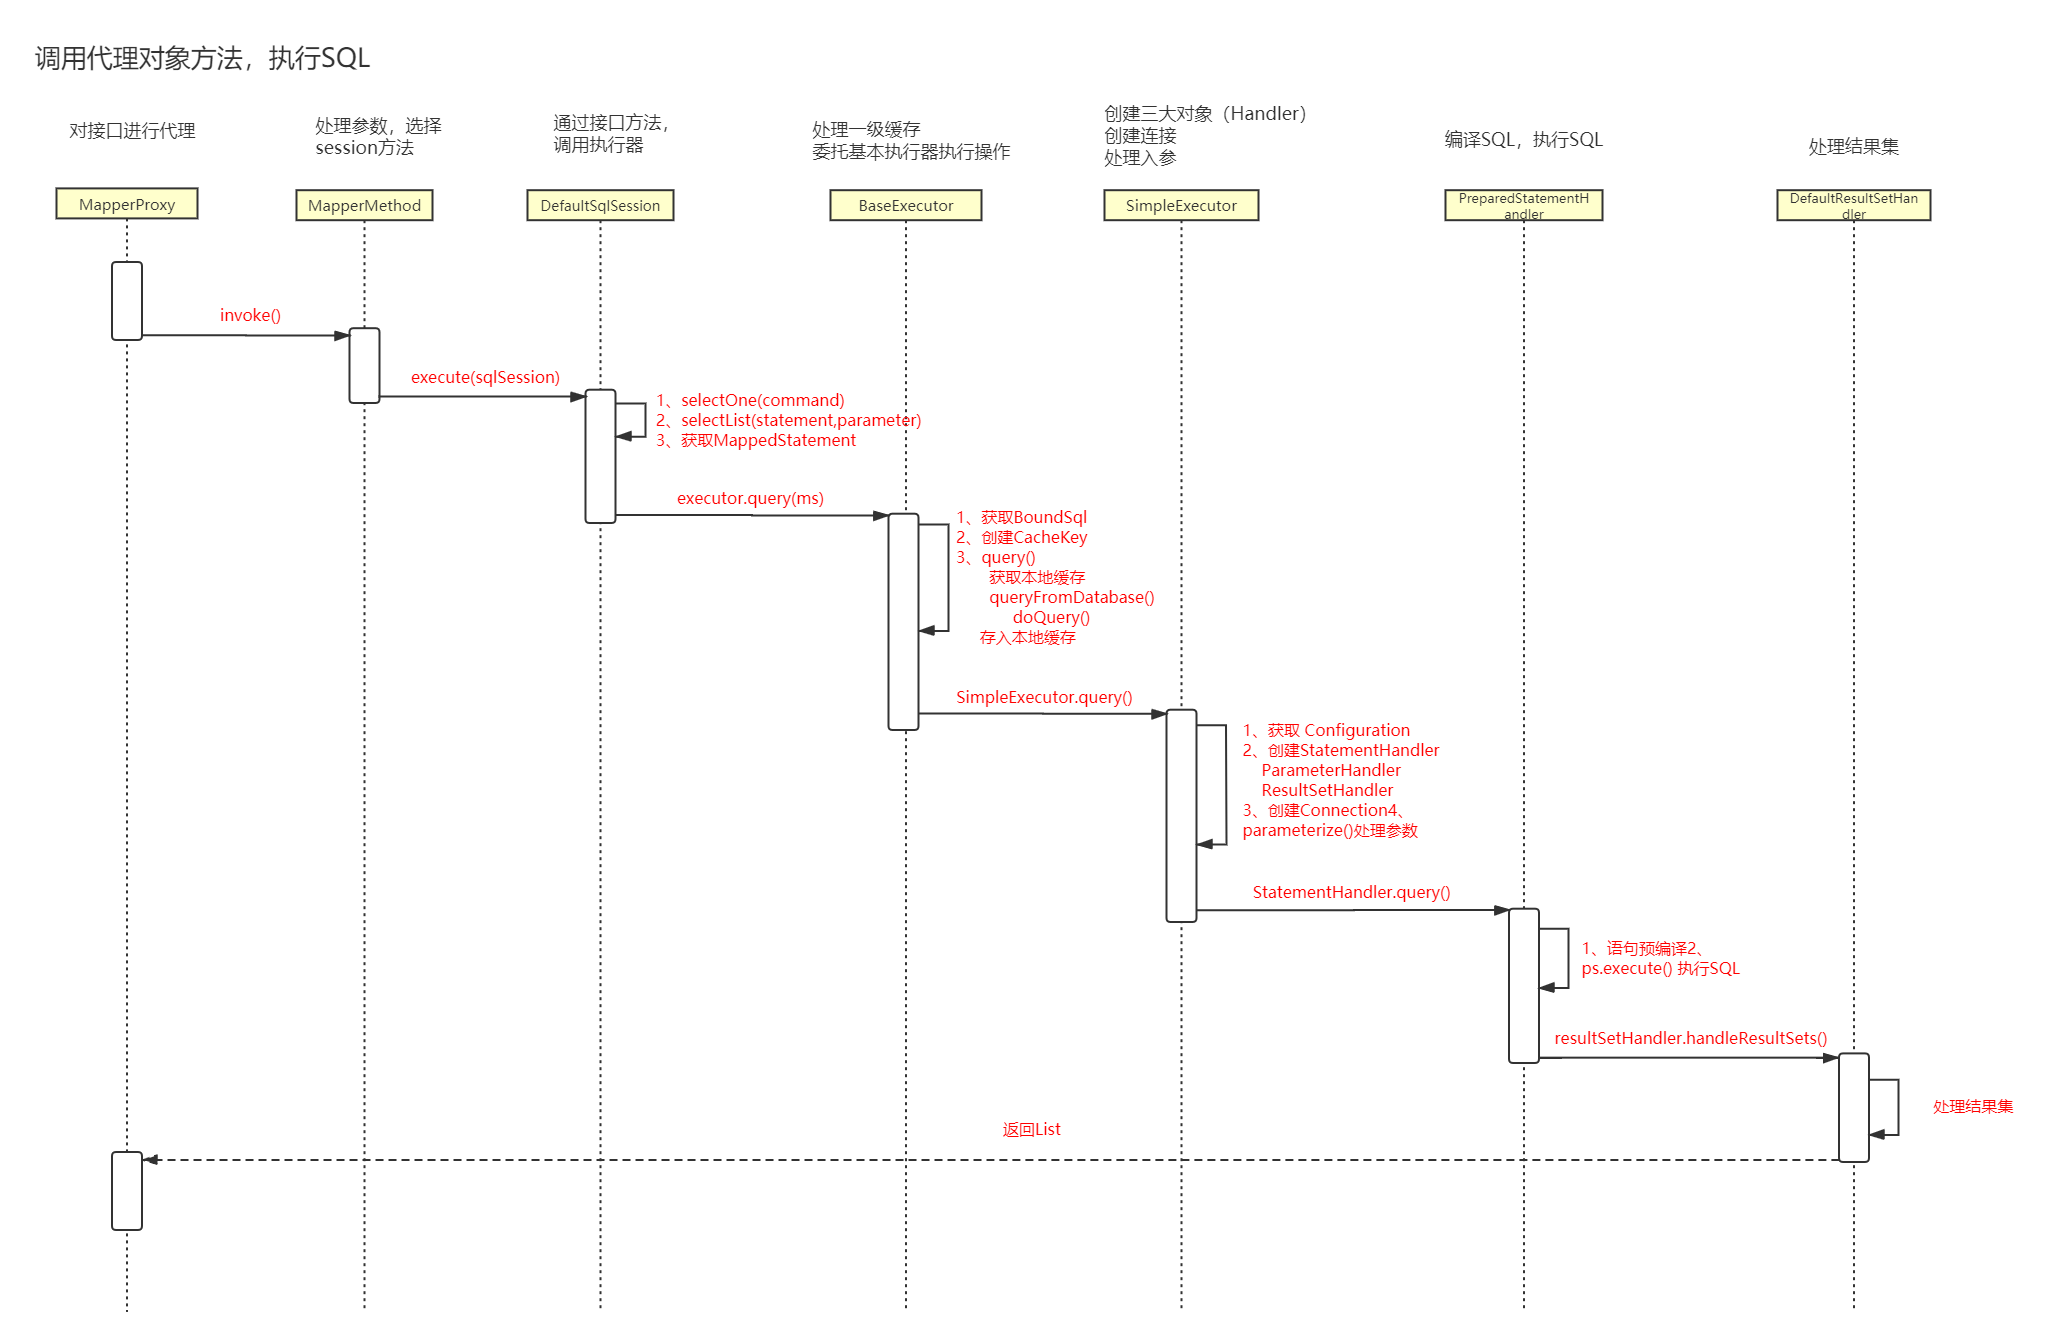 调用代理对象方法，执行SQL
对接口进行代理
处理参数，选择
session方法
通过接口方法，
调用执行器
处理一级缓存
委托基本执行器执行操作
创建三大对象（Handler）
创建连接
处理入参
编译SQL，执行SQL
处理结果集
MapperProxy
MapperMethod
DefaultSqlSession
BaseExecutor
SimpleExecutor
PreparedStatementH
andler
DefaultResultSetHan
dler
invoke()
execute(sqlSession)
1、selectOne(command)
2、selectList(statement,parameter)
3、获取MappedStatement
executor.query(ms)
1、获取BoundSql
2、创建CacheKey
3、query()
获取本地缓存
queryFromDatabase()
doQuery()
存入本地缓存
SimpleExecutor.query()
1、获取 Configuration
2、创建StatementHandler
ParameterHandler
ResultSetHandler
3、创建Connection4、
parameterize()处理参数
StatementHandler.query()
1、语句预编译2、
ps.execute() 执行SQL
resultSetHandler.handleResultSets()
处理结果集
返回List